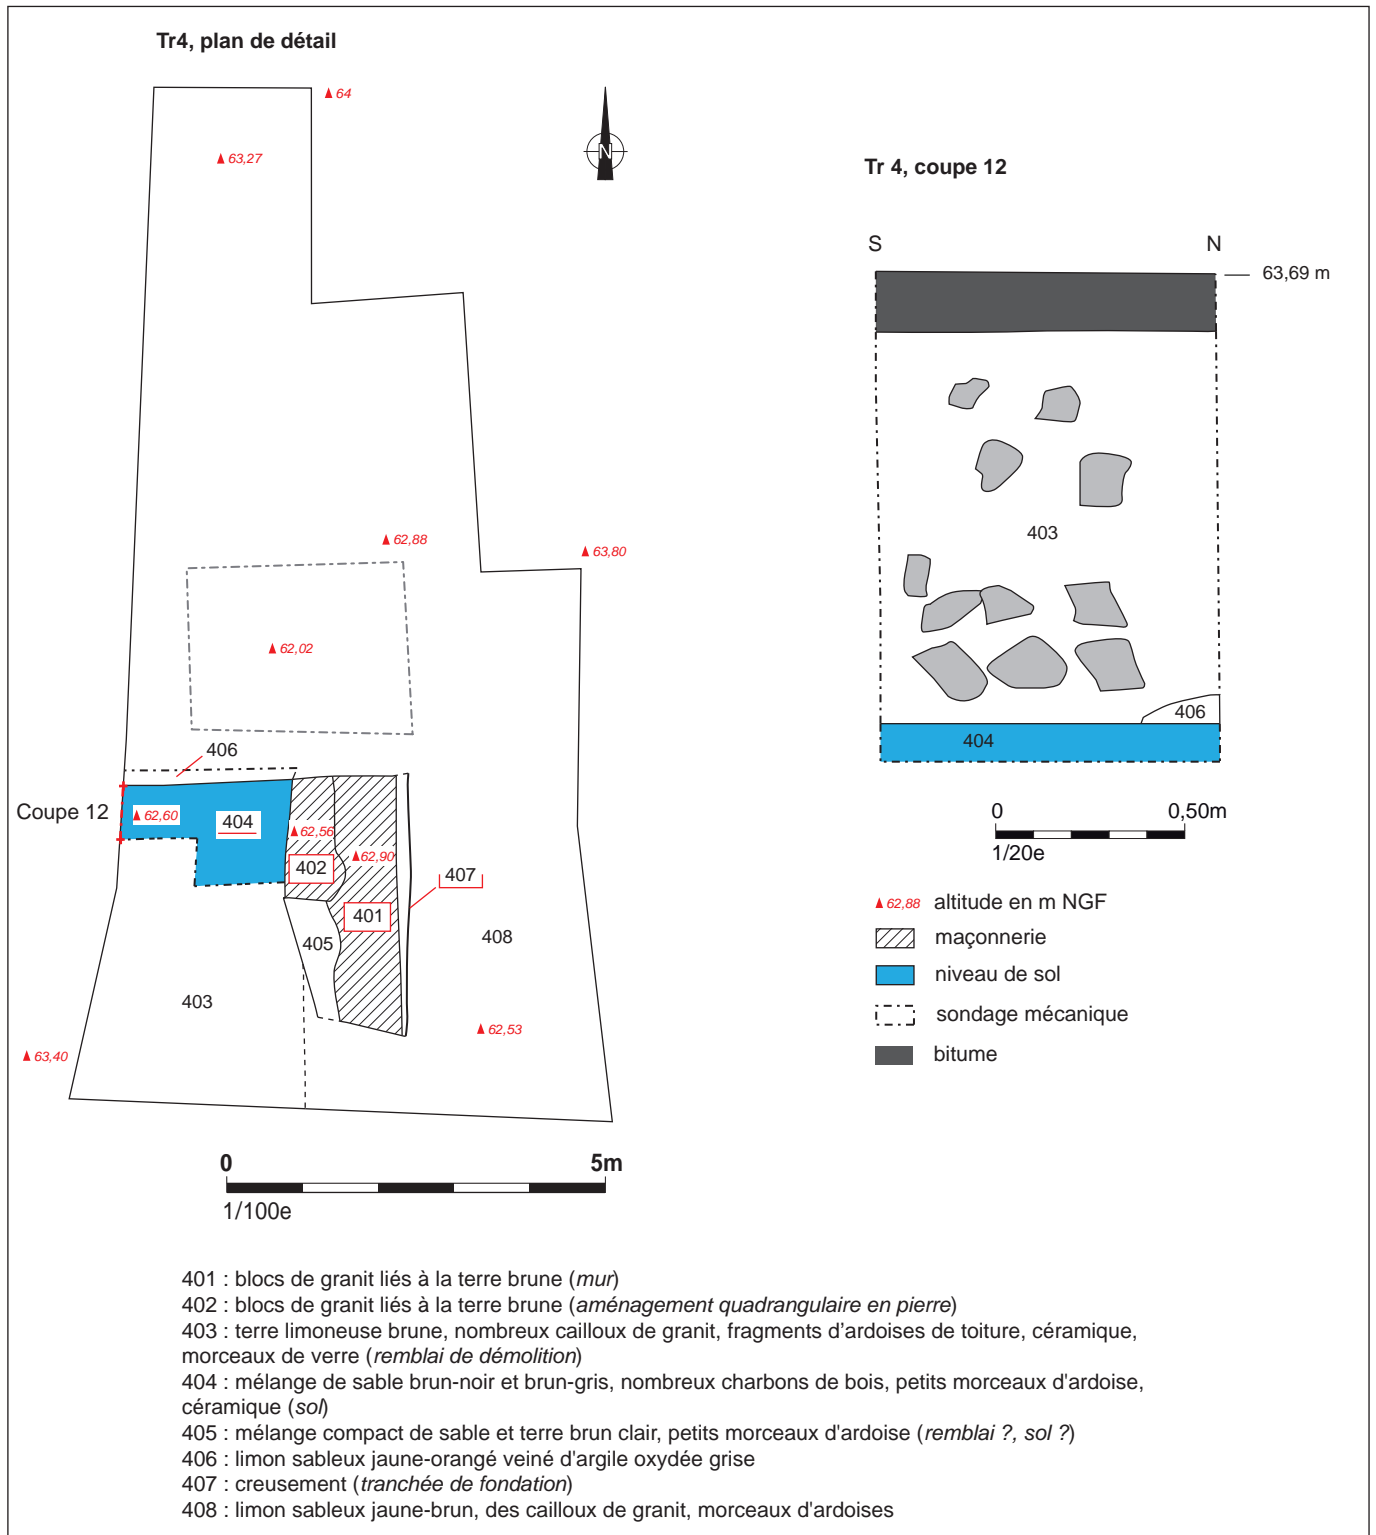 Tr4, plan de détail
64
N
63,27
Tr 4, coupe 12
S N
63,69 m
403
62,88
63,80
62,02
406
406
404
Coupe 12
62,60
404
62,56
62,90
402
407
401
405
408
403
62,53
63,40
0 0,50m
1/20e
62,88 altitude en m NGF
maçonnerie
niveau de sol
sondage mécanique
bitume
0 5m
1/100e
401 : blocs de granit liés à la terre brune (mur)
402 : blocs de granit liés à la terre brune (aménagement quadrangulaire en pierre)
403 : terre limoneuse brune, nombreux cailloux de granit, fragments d'ardoises de toiture, céramique,
morceaux de verre (remblai de démolition)
404 : mélange de sable brun-noir et brun-gris, nombreux charbons de bois, petits morceaux d'ardoise,
céramique (sol)
405 : mélange compact de sable et terre brun clair, petits morceaux d'ardoise (remblai ?, sol ?)
406 : limon sableux jaune-orangé veiné d'argile oxydée grise
407 : creusement (tranchée de fondation)
408 : limon sableux jaune-brun, des cailloux de granit, morceaux d'ardoises